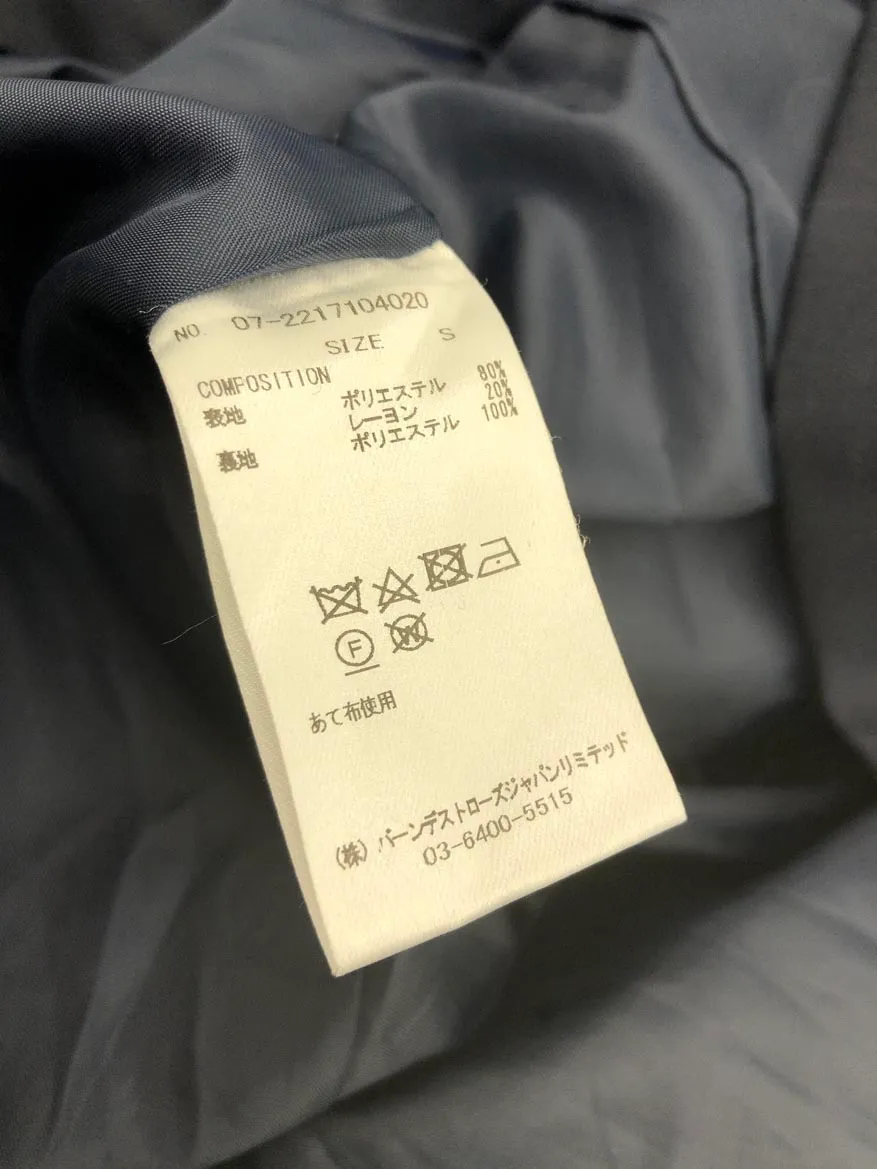 NO. 07-2217104020
SIZE S
COMPOSITION
表地 ポリエステル 80%
レーヨン 20%
裏地 ポリエステル 100%
F W
あて布使用
(株) バーンデストローズジャパンリミテッド
03-6400-5515